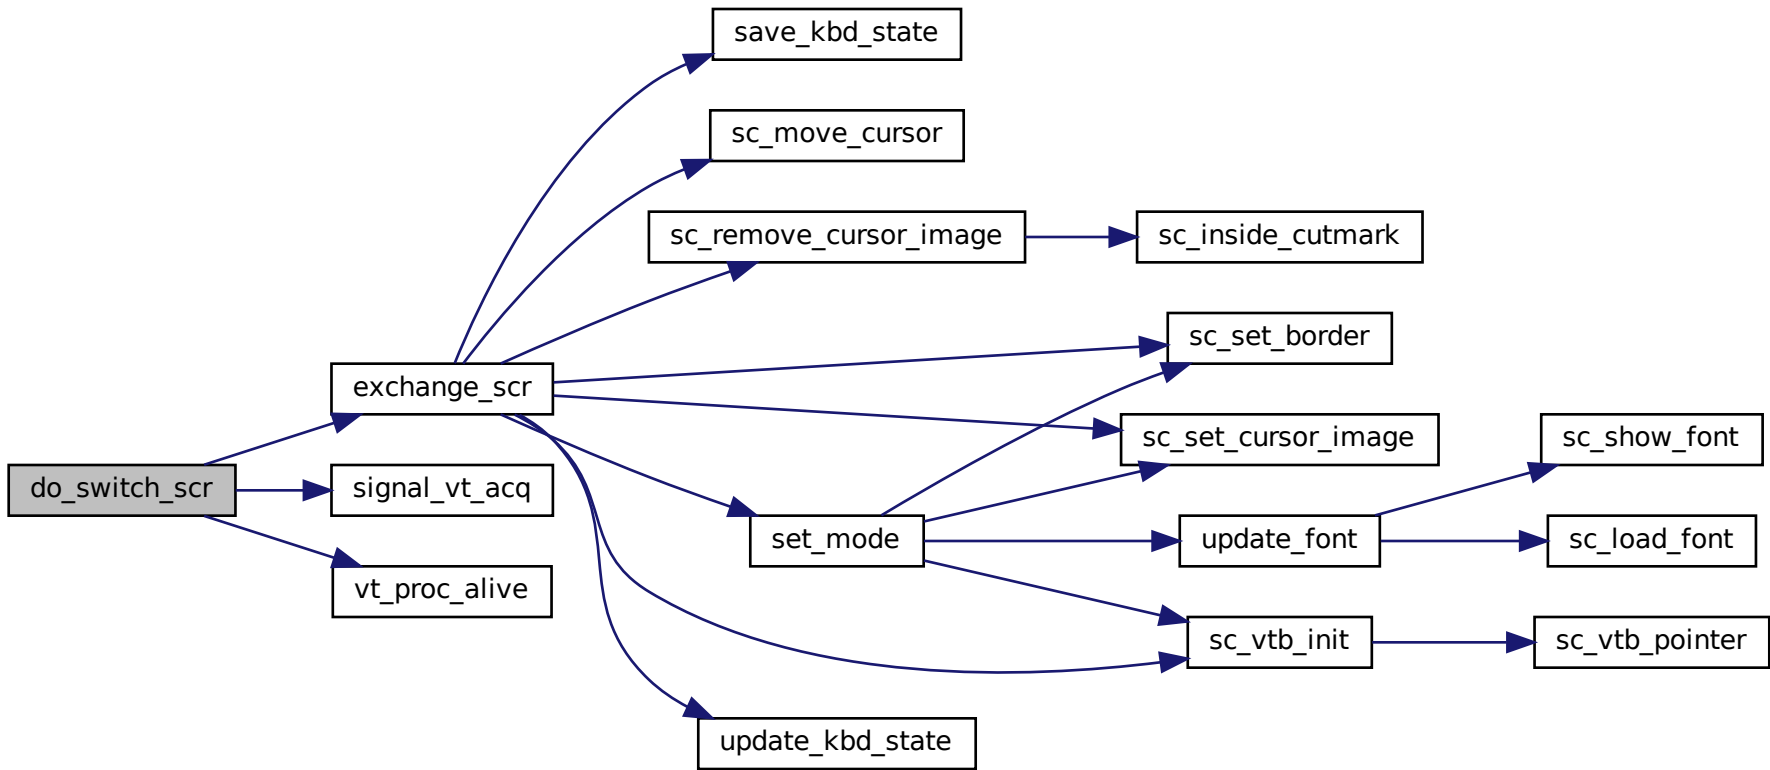 save_kbd_state
sc_move_cursor
sc_remove_cursor_image
sc_inside_cutmark
sc_set_border
exchange_scr
sc_set_cursor_image
sc_show_font
do_switch_scr
signal_vt_acq
set_mode
update_font
sc_load_font
vt_proc_alive
sc_vtb_init
sc_vtb_pointer
update_kbd_state